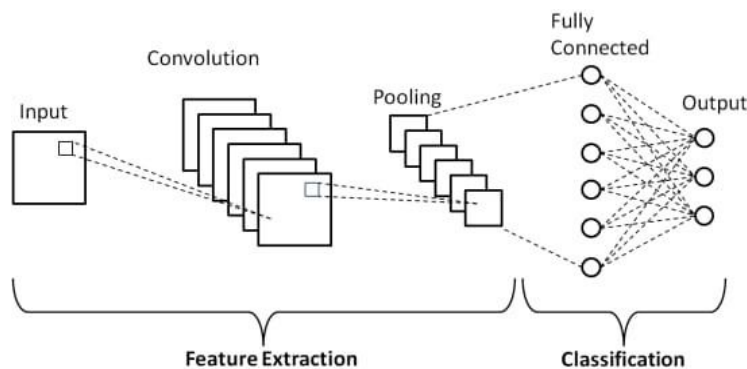 Fully
Connected
Convolution
Pooling
Output
Input
Feature Extraction
Classification